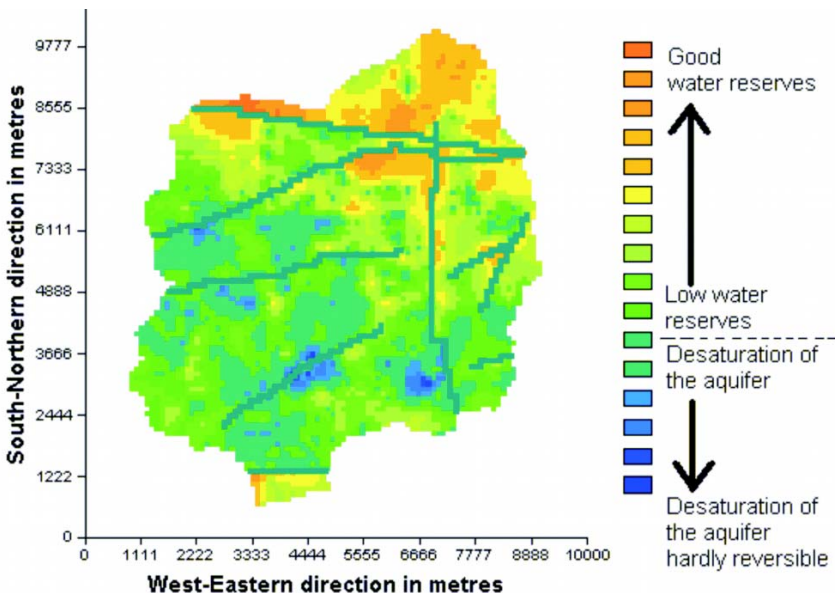 9777
8555
7333
6111
4888
3666
2444
1222
0
South-Northern direction in metres
0 1111 2222 3333 4444 5555 6666 7777 8888 10000
West-Eastern direction in metres
Good
water reserves
Low water
reserves
Desaturation of
the aquifer
Desaturation of
the aquifer
hardly reversible